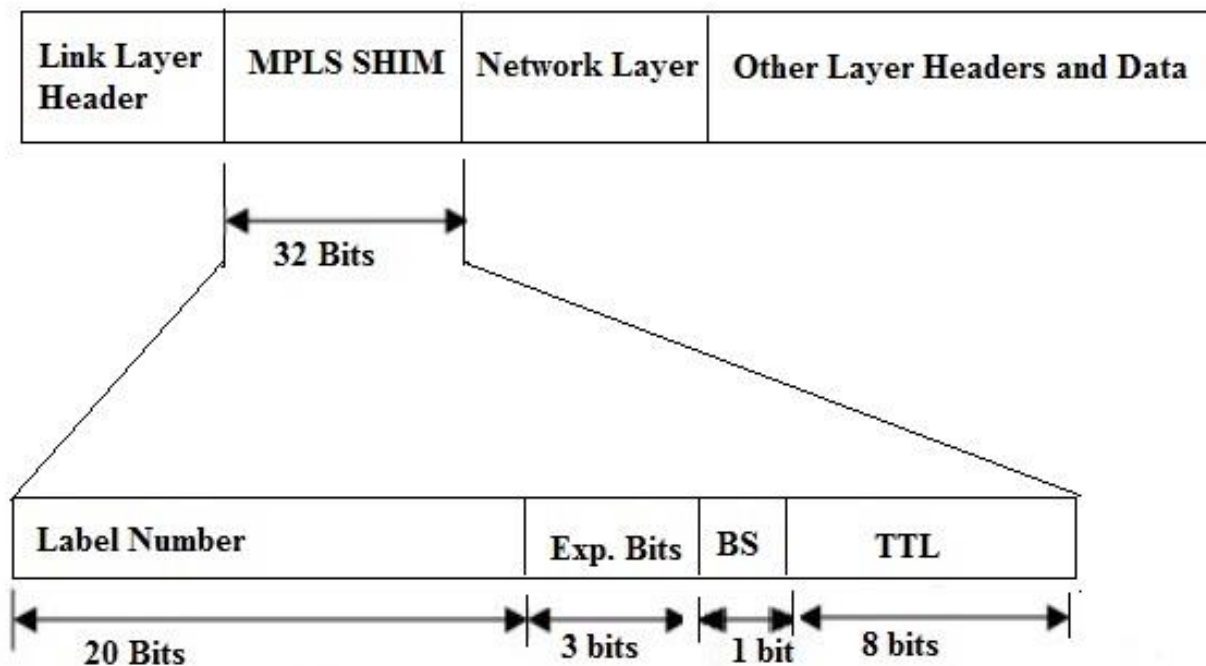 Link Layer
Header
MPLS SHIM
Network Layer
Other Layer Headers and Data
32 Bits
Label Number
Exp. Bits
BS
TTL
20 Bits
3 bits
1 bit
8 bits